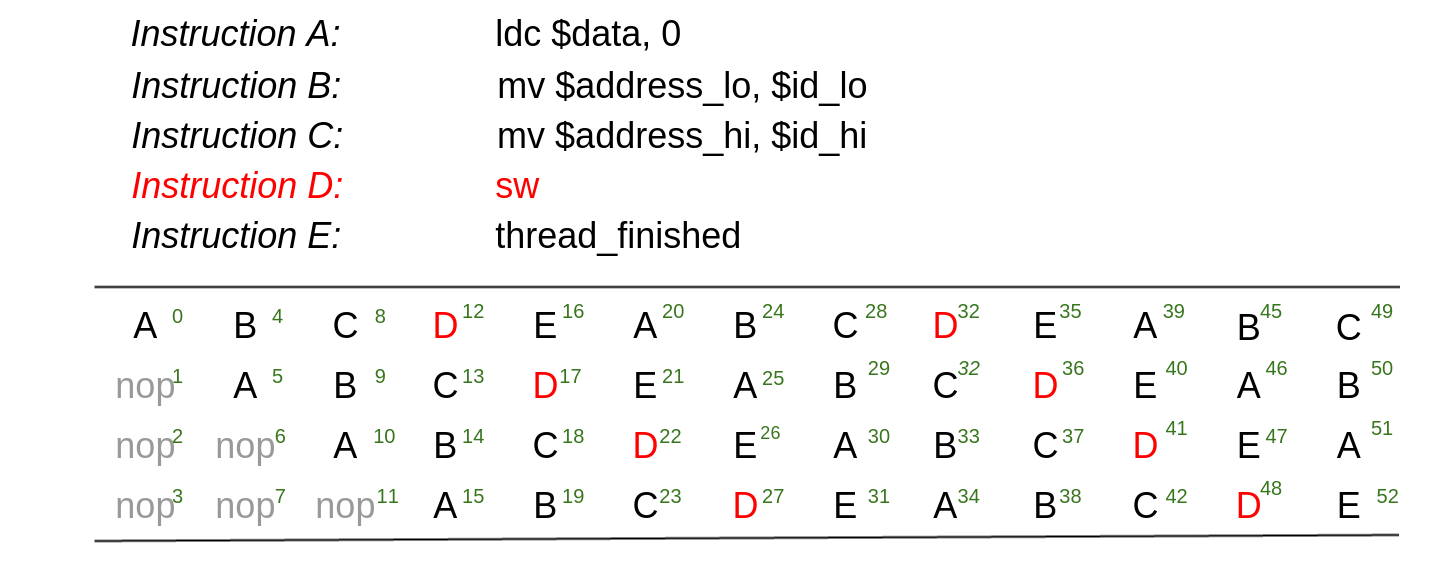 Instruction A: ldc $data, 0
Instruction B: mv $address_lo, $id_lo
Instruction C: mv $address_hi, $id_hi
Instruction D: sw
Instruction E: thread_finished
A 0 B 4 C 8 D 12 E 16 A 20 B 24 C 28 D 32 E 35 A 39 B 45 C 49
nop 1 A 5 B 9 C 13 D 17 E 21 A 25 B 29 C 32 D 36 E 40 A 46 B 50
nop 2 nop 6 A 10 B 14 C 18 D 22 E 26 A 30 B 33 C 37 D 41 E 47 A 51
nop 3 nop 7 nop 11 A 15 B 19 C 23 D 27 E 31 A 34 B 38 C 42 D 48 E 52